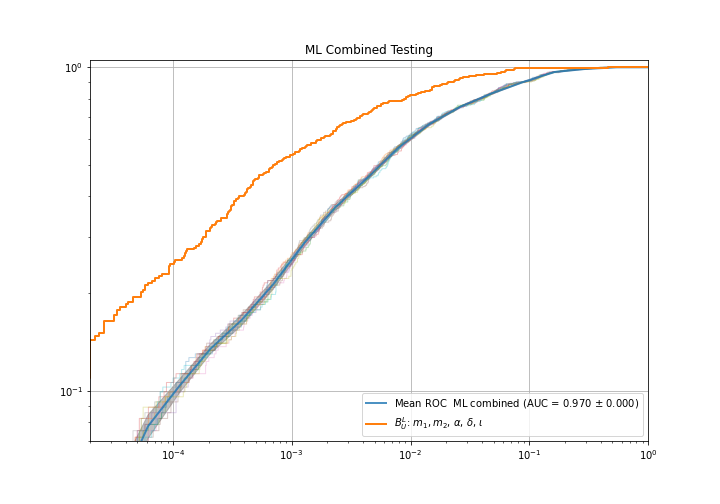 ML Combined Testing
10⁰
10⁻¹
10⁻⁴
10⁻³
10⁻²
10⁻¹
10⁰
Mean ROC ML combined (AUC = 0.970 ± 0.000)
B_U^L: m₁, m₂, α, δ, ι